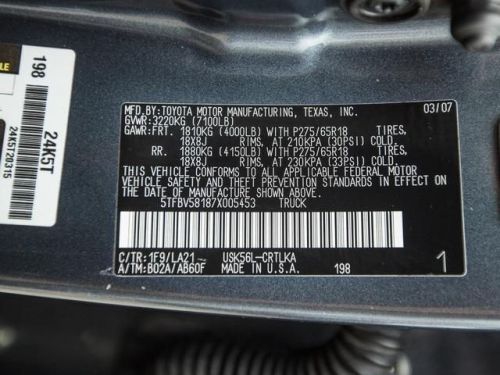 MFD. BY: TOYOTA MOTOR MANUFACTURING, TEXAS, INC.
GVWR: 3220KG (7100LB) 03/07
GAWR: FRT. 1810KG (4000LB) WITH P275/65R18 TIRES,
18X8J RIMS, AT 210KPA (30PSI) COLD.
RR. 1880KG (4150LB) WITH P275/65R18 TIRES,
18X8J RIMS, AT 230KPA (33PSI) COLD.
THIS VEHICLE CONFORMS TO ALL APPLICABLE FEDERAL MOTOR
VEHICLE SAFETY AND THEFT PREVENTION STANDARDS IN EFFECT ON
THE DATE OF MANUFACTURE SHOWN ABOVE.
5TFBV58187X005453 TRUCK
C/TR: 1F9/LA21 USK56L-CRTLKA
A/TM: B02A/AB60F MADE IN U.S.A. 198 1
198
24K5T
24K5T20315